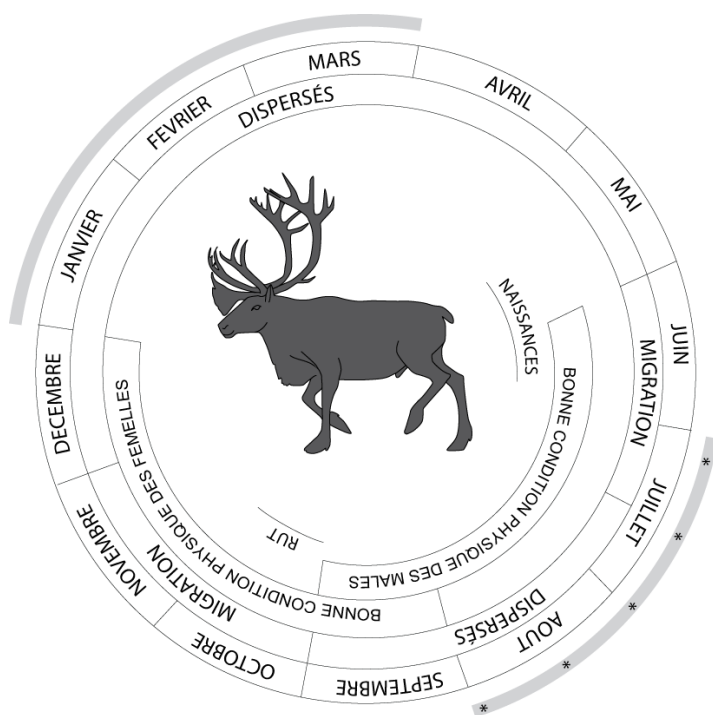 JANVIER
FEVRIER
MARS
AVRIL
MAI
JUIN
JUILLET
AOUT
SEPTEMBRE
OCTOBRE
NOVEMBRE
DECEMBRE
DISPERSÉS
MIGRATION
DISPERSÉS
MIGRATION
NAISSANCES
BONNE CONDITION PHYSIQUE DES MALES
BONNE CONDITION PHYSIQUE DES FEMELLES
RUT
*
*
*
*
*